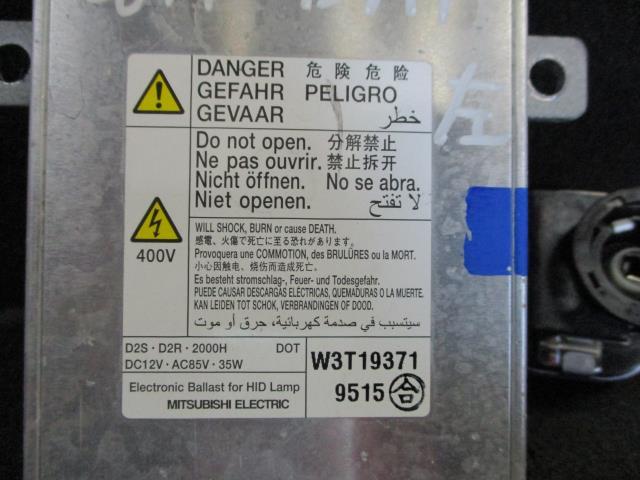 DANGER 危険 危险
GEFAHR PELIGRO
GEVAAR خطر
Do not open. 分解禁止
Ne pas ouvrir. 禁止拆开
Nicht öffnen. No se abra.
Niet openen. لا تفتح
400V
WILL SHOCK, BURN or cause DEATH.
感電、火傷で死亡に至る恐れがあります。
Provoquera une COMMOTION, des BRULÛRES ou la MORT.
小心因触电、烧伤而造成死亡。
Es besteht stromschlag-, Feuer- und Todesgefahr.
PUEDE CAUSAR DESCARGAS ELÉCTRICAS, QUEMADURAS O LA MUERTE.
KAN LEIDEN TOT SCHOK, VERBRANDINGEN OF DOOD.
سيتسبب في صدمة كهربائية، حرق أو موت
D2S・D2R・2000H DOT
DC12V・AC85V・35W
W3T19371
9515 合
Electronic Ballast for HID Lamp
MITSUBISHI ELECTRIC
左